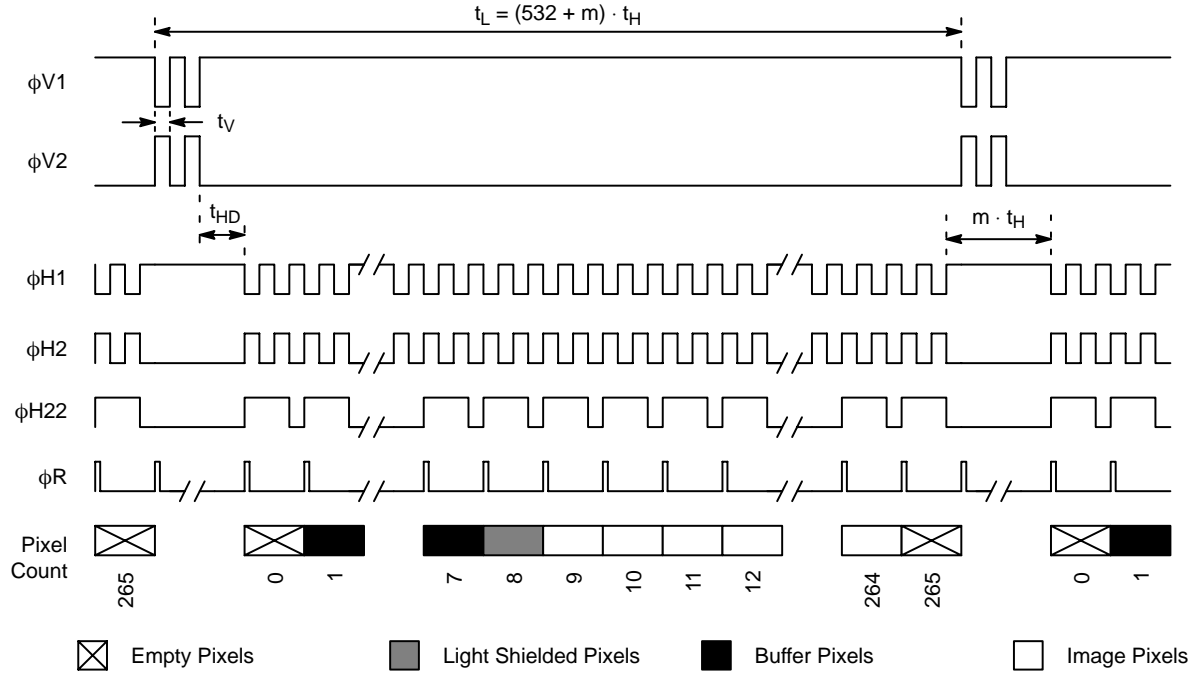 t_L = (532 + m) · t_H
ϕV1
t_V
ϕV2
t_HD
m · t_H
ϕH1
ϕH2
ϕH22
ϕR
Pixel
Count
265
0
1
7
8
9
10
11
12
264
265
0
1
Empty Pixels
Light Shielded Pixels
Buffer Pixels
Image Pixels